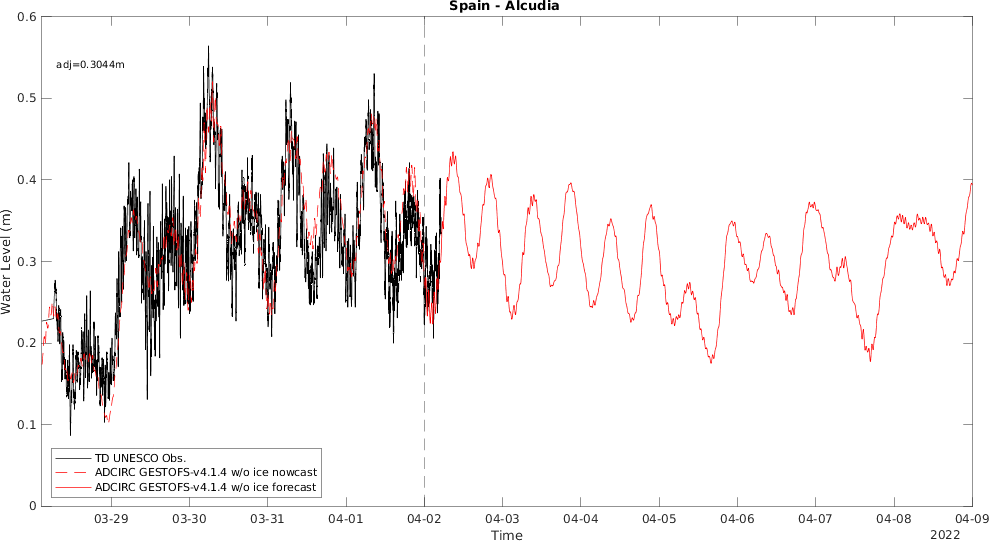 Spain - Alcudia
adj=0.3044m
Water Level (m)
0.6
0.5
0.4
0.3
0.2
0.1
0
TD UNESCO Obs.
ADCIRC GESTOFS-v4.1.4 w/o ice nowcast
ADCIRC GESTOFS-v4.1.4 w/o ice forecast
03-29 03-30 03-31 04-01 04-02 04-03 04-04 04-05 04-06 04-07 04-08 04-09
Time
2022